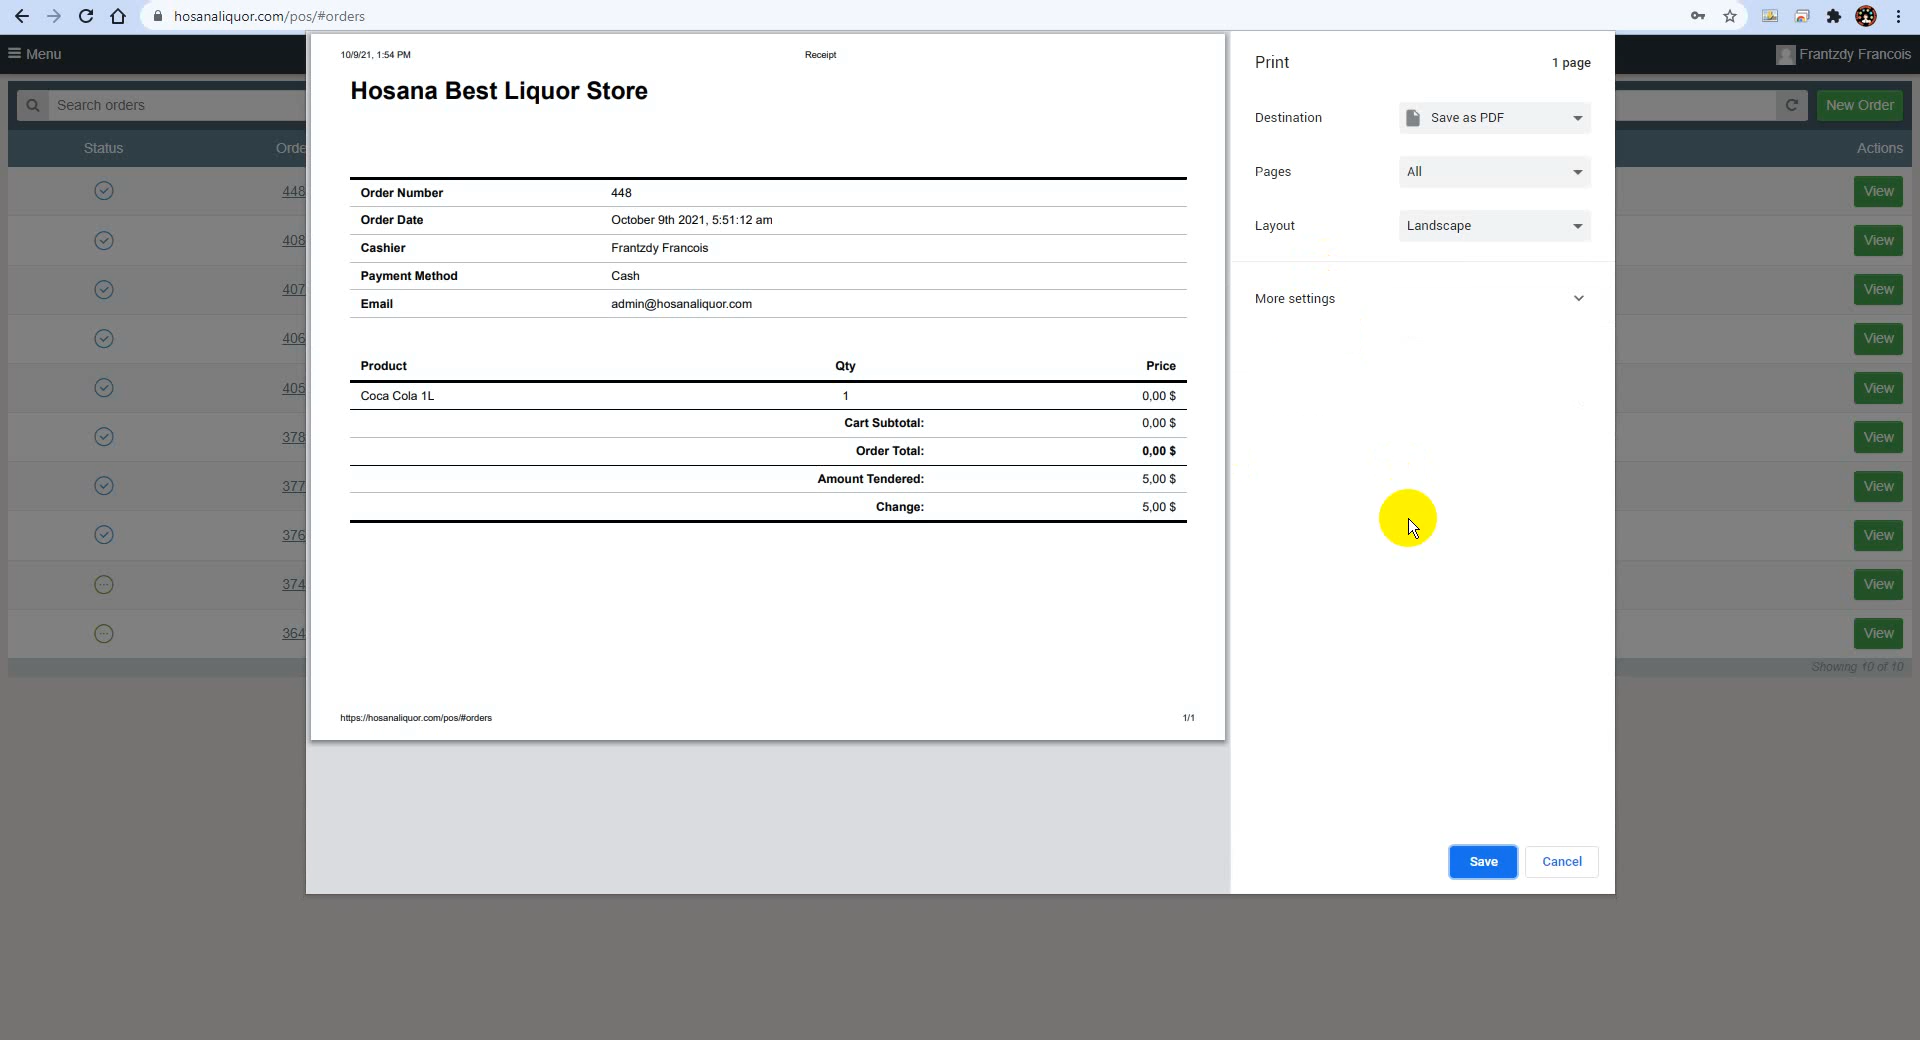 hosanaliquor.com/pos/#orders
Menu
Frantzdy Francois
Search orders
New Order
Status
Orde
Actions
448
View
408
View
407
View
406
View
405
View
378
View
377
View
376
View
374
View
364
View
Showing 10 of 10
10/9/21, 1:54 PM
Receipt
Hosana Best Liquor Store
Order Number 448
Order Date October 9th 2021, 5:51:12 am
Cashier Frantzdy Francois
Payment Method Cash
Email admin@hosanaliquor.com
Product Qty Price
Coca Cola 1L 1 0,00 $
Cart Subtotal: 0,00 $
Order Total: 0,00 $
Amount Tendered: 5,00 $
Change: 5,00 $
https://hosanaliquor.com/pos/#orders 1/1
Print 1 page
Destination Save as PDF
Pages All
Layout Landscape
More settings
Save Cancel